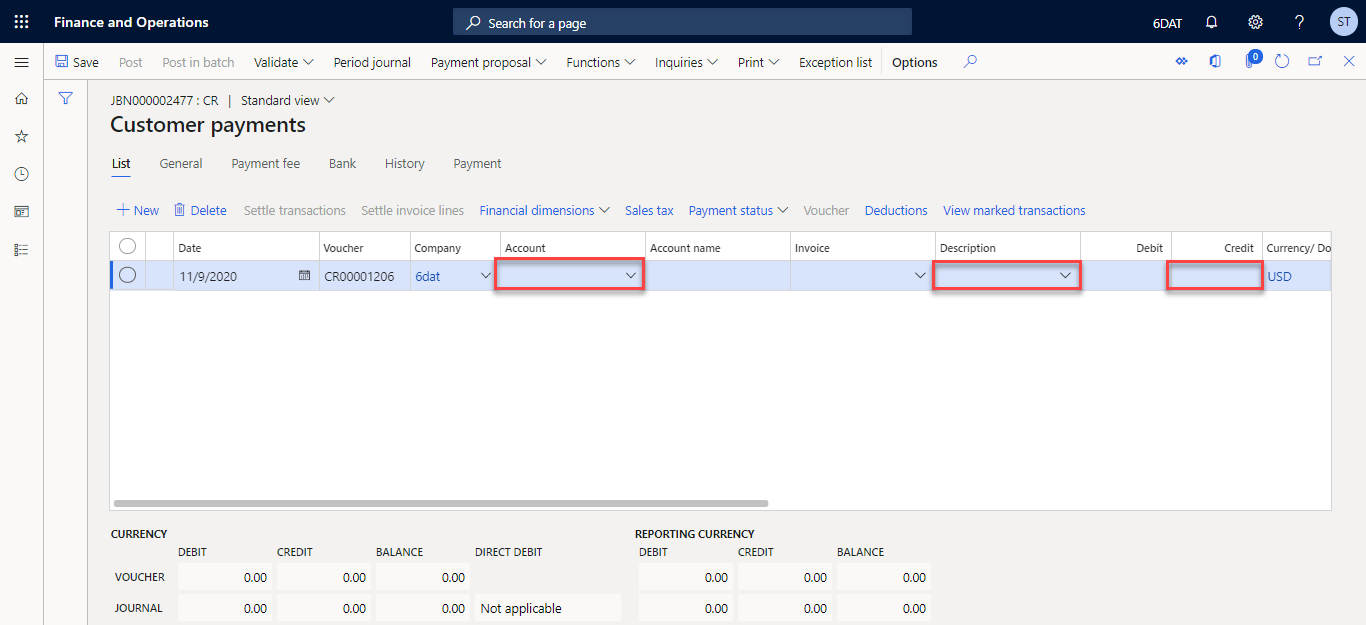 Finance and Operations
Search for a page
6DAT
ST
Save Post Post in batch Validate Period journal Payment proposal Functions Inquiries Print Exception list Options
0
JBN000002477 : CR | Standard view
Customer payments
List General Payment fee Bank History Payment
New Delete Settle transactions Settle invoice lines Financial dimensions Sales tax Payment status Voucher Deductions View marked transactions
Date Voucher Company Account Account name Invoice Description Debit Credit Currency/ Do
11/9/2020 CR00001206 6dat USD
CURRENCY REPORTING CURRENCY
DEBIT CREDIT BALANCE DIRECT DEBIT DEBIT CREDIT BALANCE
VOUCHER 0.00 0.00 0.00 0.00 0.00 0.00
JOURNAL 0.00 0.00 0.00 Not applicable 0.00 0.00 0.00